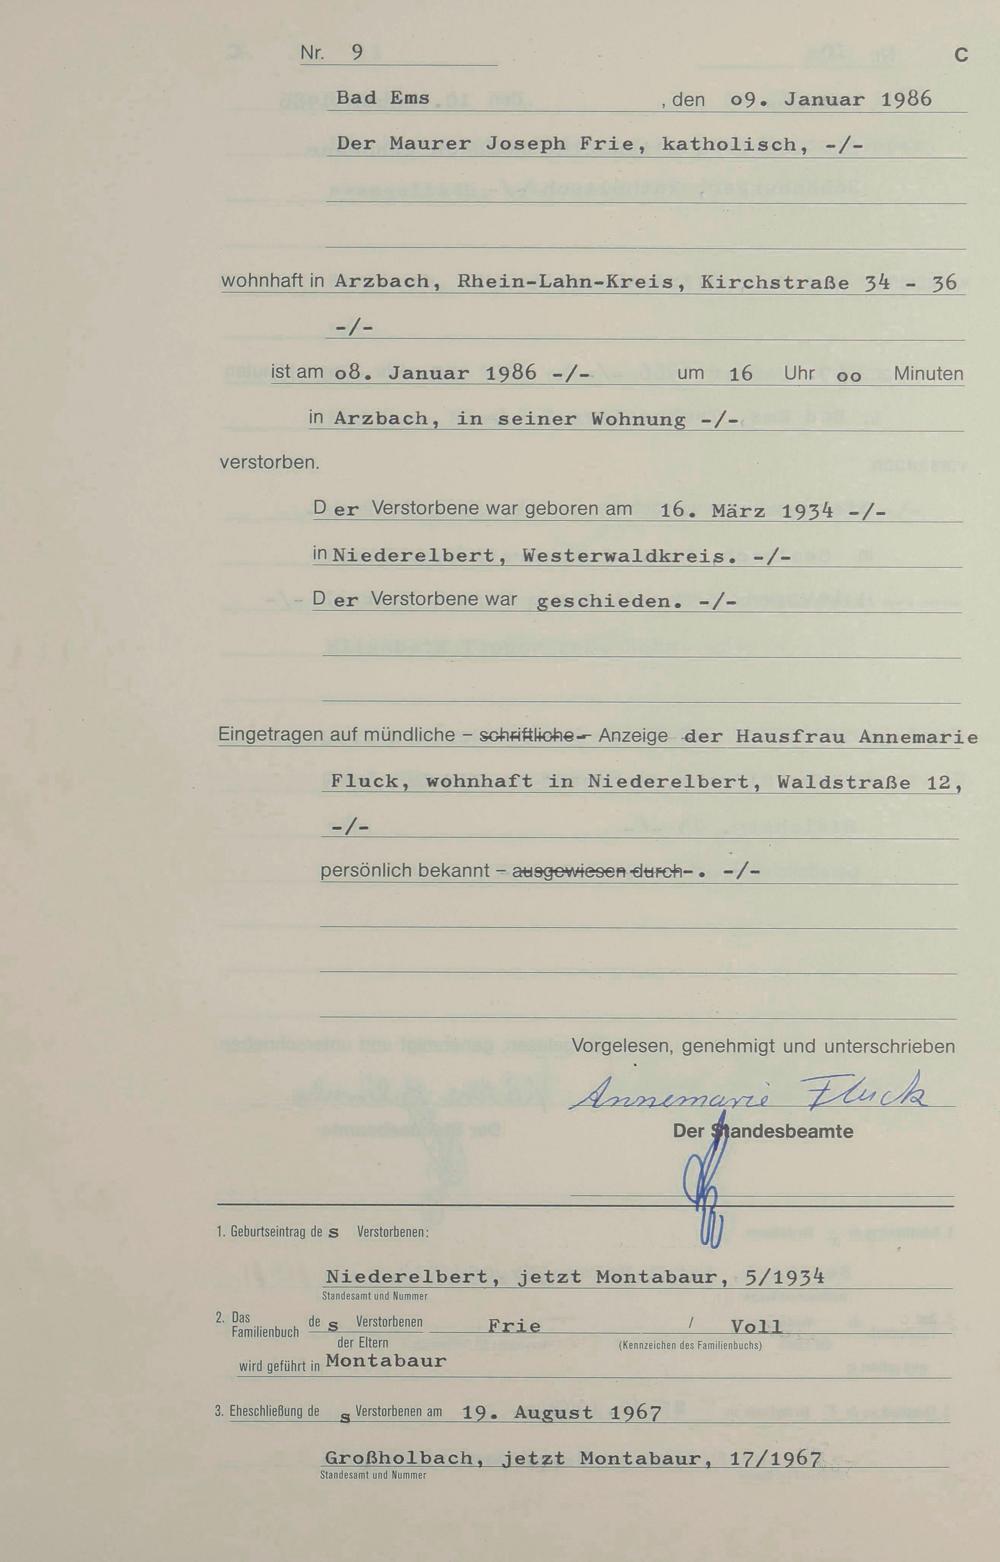 Nr. 9 C
Bad Ems , den o9. Januar 1986
Der Maurer Joseph Frie, katholisch, -/-
wohnhaft in Arzbach, Rhein-Lahn-Kreis, Kirchstraße 34 - 36
-/-
ist am o8. Januar 1986 -/- um 16 Uhr oo Minuten
in Arzbach, in seiner Wohnung -/-
verstorben.
D er Verstorbene war geboren am 16. März 1934 -/-
in Niederelbert, Westerwaldkreis. -/-
D er Verstorbene war geschieden. -/-
Eingetragen auf mündliche – schriftliche – Anzeige der Hausfrau Annemarie
Fluck, wohnhaft in Niederelbert, Waldstraße 12,
-/-
persönlich bekannt – ausgewiesen durch - . -/-
Vorgelesen, genehmigt und unterschrieben
Annemarie Fluck
Der Standesbeamte
1. Geburtseintrag de s Verstorbenen:
Niederelbert, jetzt Montabaur, 5/1934
Standesamt und Nummer
2. Das Familienbuch de s Verstorbenen Frie / Voll
der Eltern (Kennzeichen des Familienbuchs)
wird geführt in Montabaur
3. Eheschließung de s Verstorbenen am 19. August 1967
Großholbach, jetzt Montabaur, 17/1967
Standesamt und Nummer